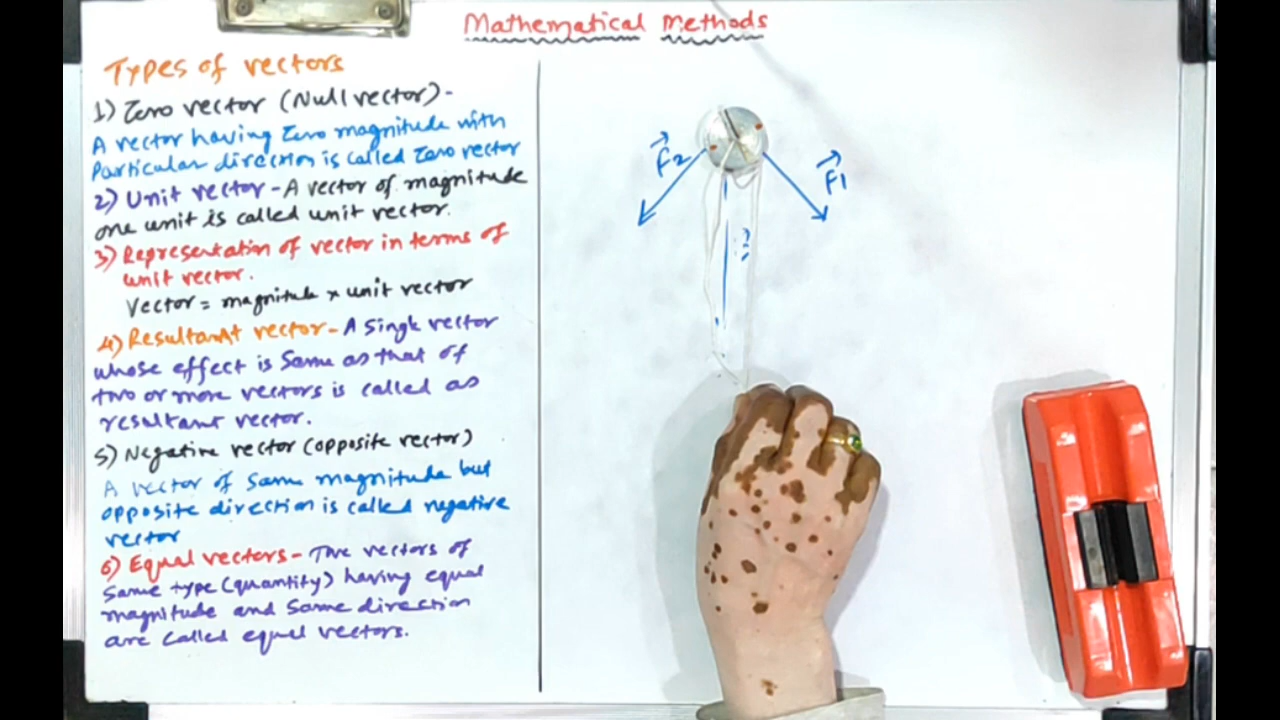 Mathematical Methods
Types of vectors
1) Zero vector (Null vector) -
A vector having Zero magnitude with
Particular direction is called Zero vector
2) Unit vector - A vector of magnitude
one unit is called unit vector.
3) Representation of vector in terms of
unit vector.
Vector = magnitude x unit vector
4) Resultant vector - A Single vector
whose effect is Same as that of
two or more vectors is called as
resultant vector.
5) Negative vector (opposite vector)
A vector of Same magnitude but
opposite direction is called negative
vector
6) Equal vectors - The vectors of
Same type (quantity) having equal
magnitude and Same direction
are called equal vectors.
F⃗2
F⃗1
?